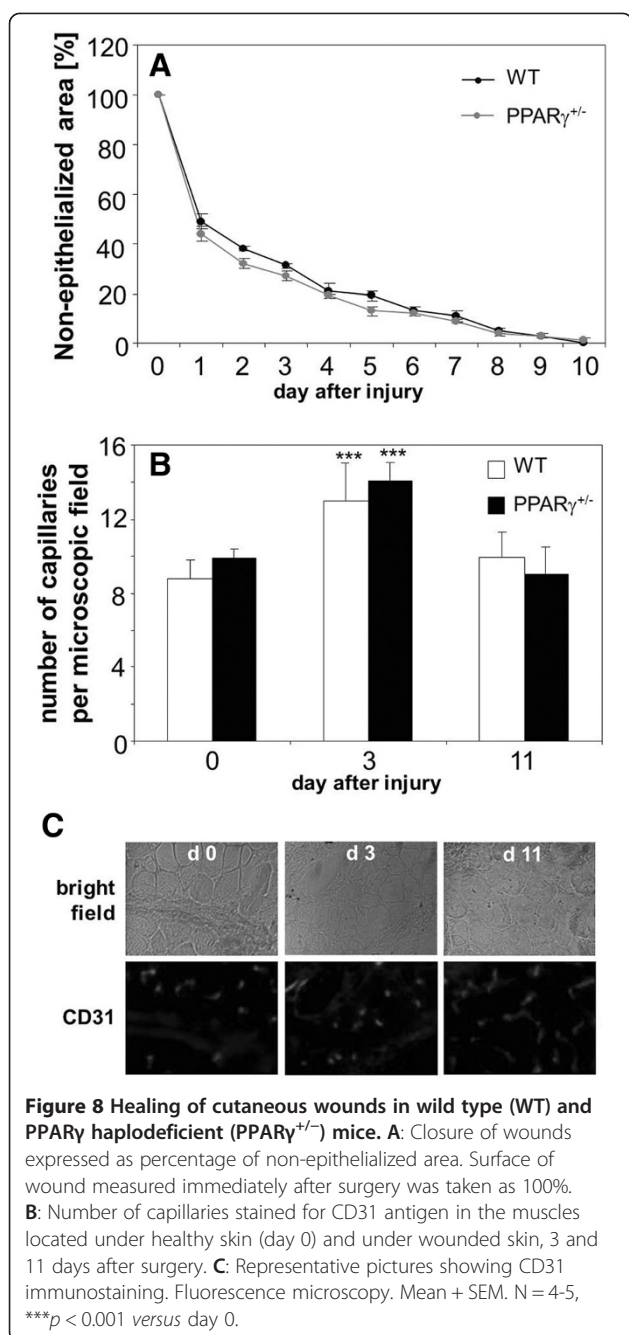 A
Non-epithelialized area [%]
120
100
80
60
40
20
0
WT
PPARγ+/-
0 1 2 3 4 5 6 7 8 9 10
day after injury
B
number of capillaries
per microscopic field
16
12
8
4
0
*** ***
WT
PPARγ+/-
0 3 11
day after injury
C
d 0 d 3 d 11
bright
field
CD31
Figure 8 Healing of cutaneous wounds in wild type (WT) and
PPARγ haplodeficient (PPARγ+/−) mice. A: Closure of wounds
expressed as percentage of non-epithelialized area. Surface of
wound measured immediately after surgery was taken as 100%.
B: Number of capillaries stained for CD31 antigen in the muscles
located under healthy skin (day 0) and under wounded skin, 3 and
11 days after surgery. C: Representative pictures showing CD31
immunostaining. Fluorescence microscopy. Mean + SEM. N = 4-5,
***p < 0.001 versus day 0.